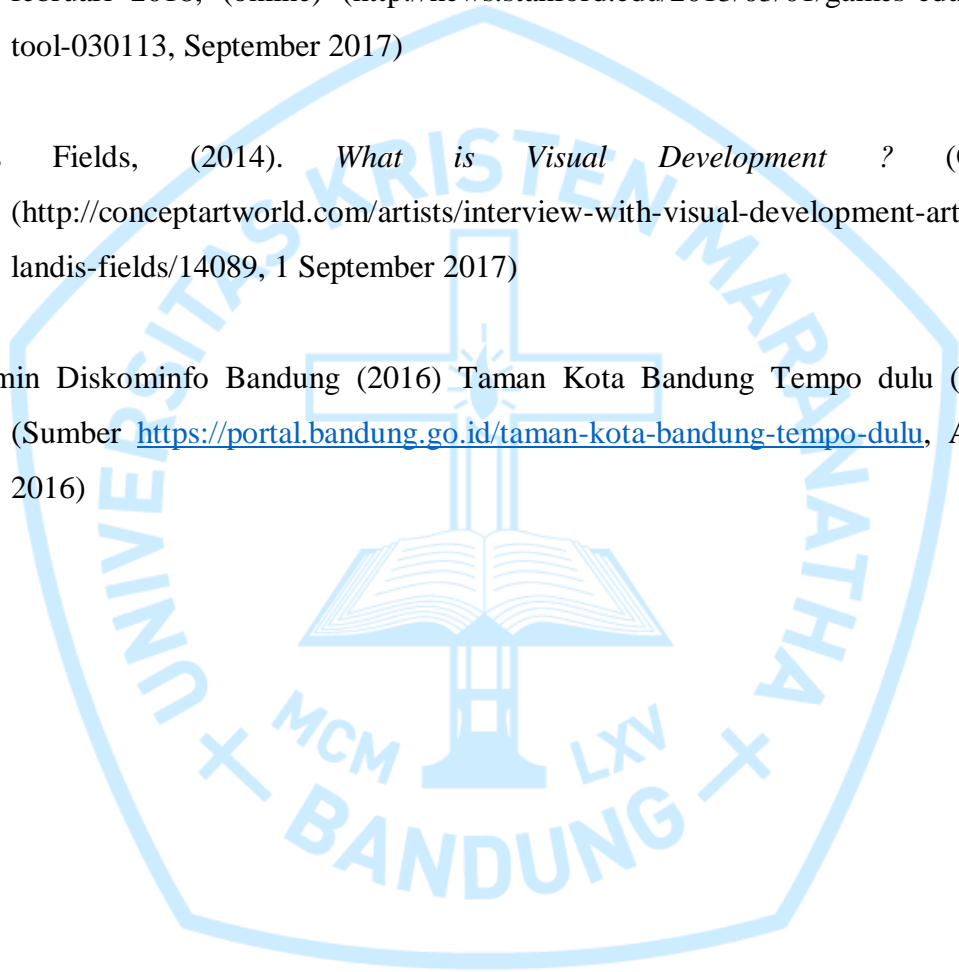 tool-030113, September 2017)
Fields, (2014). What is Visual Development ?
(http://conceptartworld.com/artists/interview-with-visual-development-art
landis-fields/14089, 1 September 2017)
min Diskominfo Bandung (2016) Taman Kota Bandung Tempo dulu (
(Sumber https://portal.bandung.go.id/taman-kota-bandung-tempo-dulu,
2016)
UNIVERSITAS KRISTEN MARANATHA
MCM LXV
BANDUNG